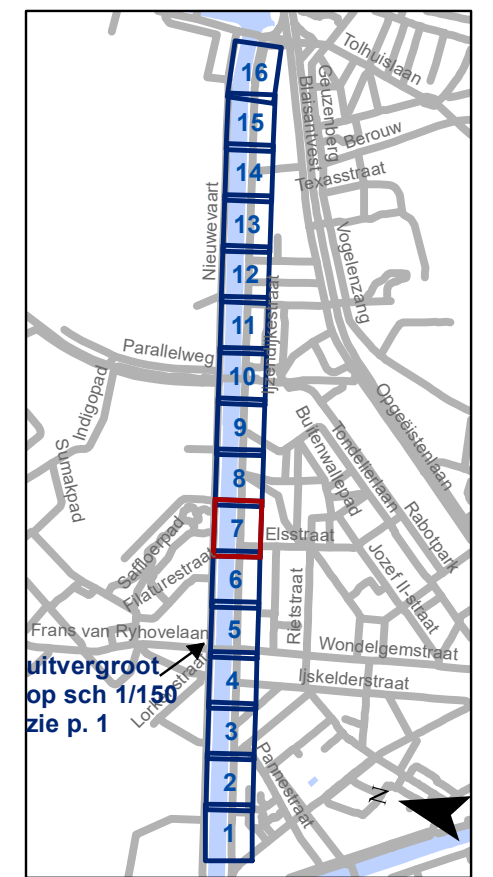 Tolhuislaan
16
Geuzenberg
Blaisantvest
15
Berouw
14
Texasstraat
Nieuwevaart
13
Vogelenzang
12
Ijzendijkestraat
11
Parallelweg
10
Indigopad
Opgeëistenlaan
9
Buitenwallepad
Tondelierlaan
Sumakpad
8
Rabotpark
7
Elsstraat
Saffloerpad
Filaturestraat
Jozef II-straat
6
Rietstraat
Frans van Ryhovelaan
5
Wondelgemstraat
uitvergroot
op sch 1/150
zie p. 1
4
Ijskelderstraat
3
Pannestraat
2
N
1